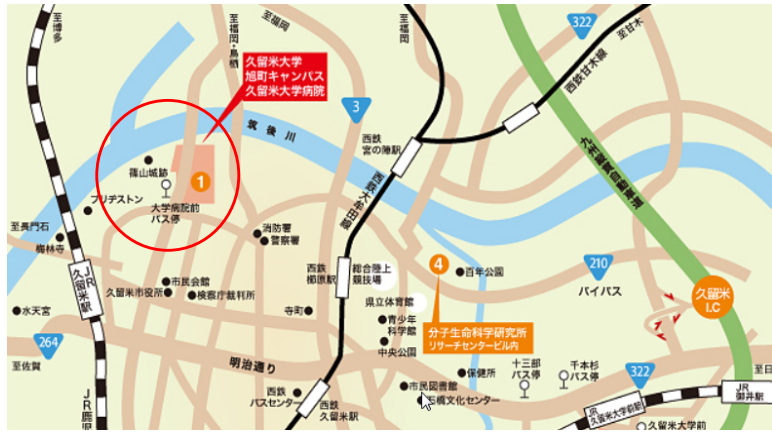 至博多
至福岡・鳥栖
至福岡
至福岡
322
至甘木
西鉄甘木線
久留米大学
旭町キャンパス
久留米大学病院
3
筑後川
西鉄
宮の陣駅
九州縦貫自動車道
篠山城跡
1
大学病院前
バス停
ブリヂストン
西鉄大牟田線
至長門石
梅林寺
消防署
警察署
JR
久留米駅
市民会館
久留米市役所
検察庁裁判所
西鉄
櫛原駅
総合陸上
競技場
4
百年公園
210
バイパス
久留米
I.C
水天宮
寺町
県立体育館
青少年
科学館
中央公園
分子生命科学研究所
リサーチセンタービル内
264
至佐賀
明治通り
保健所
十三部
バス停
千本杉
バス停
322
至日
西鉄
バスセンター
西鉄
久留米駅
市民図書館
石橋文化センター
JR
久留米大学前駅
JR
御井駅
久留米大学前
JR鹿児